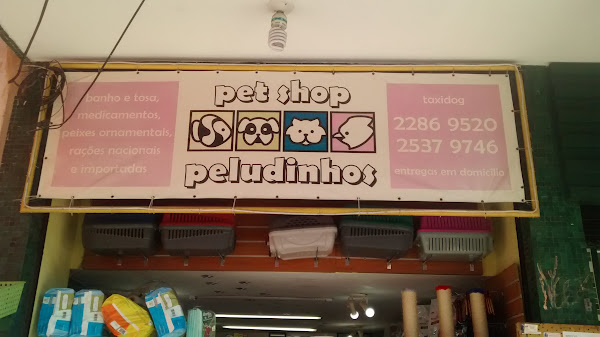 banho e tosa,
medicamentos,
peixes ornamentais,
rações nacionais
e importadas
pet shop
peludinhos
taxidog
2286 9520
2537 9746
entregas em domicílio